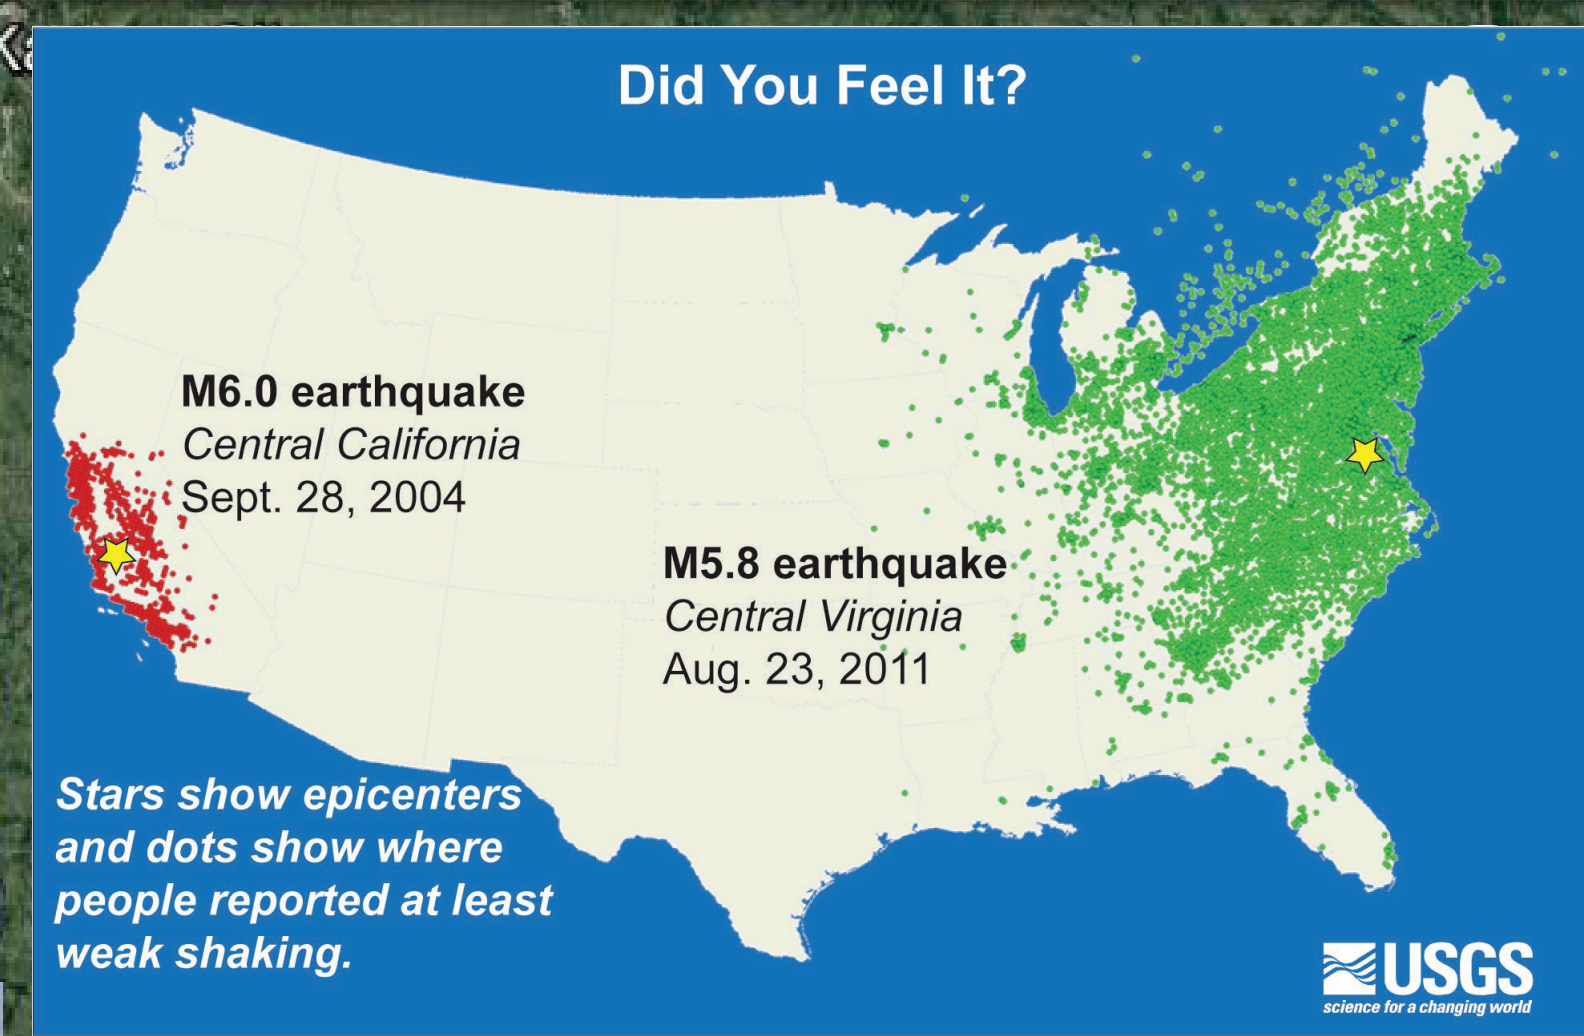 Did You Feel It?
M6.0 earthquake
Central California
Sept. 28, 2004
M5.8 earthquake
Central Virginia
Aug. 23, 2011
Stars show epicenters
and dots show where
people reported at least
weak shaking.
USGS
science for a changing world